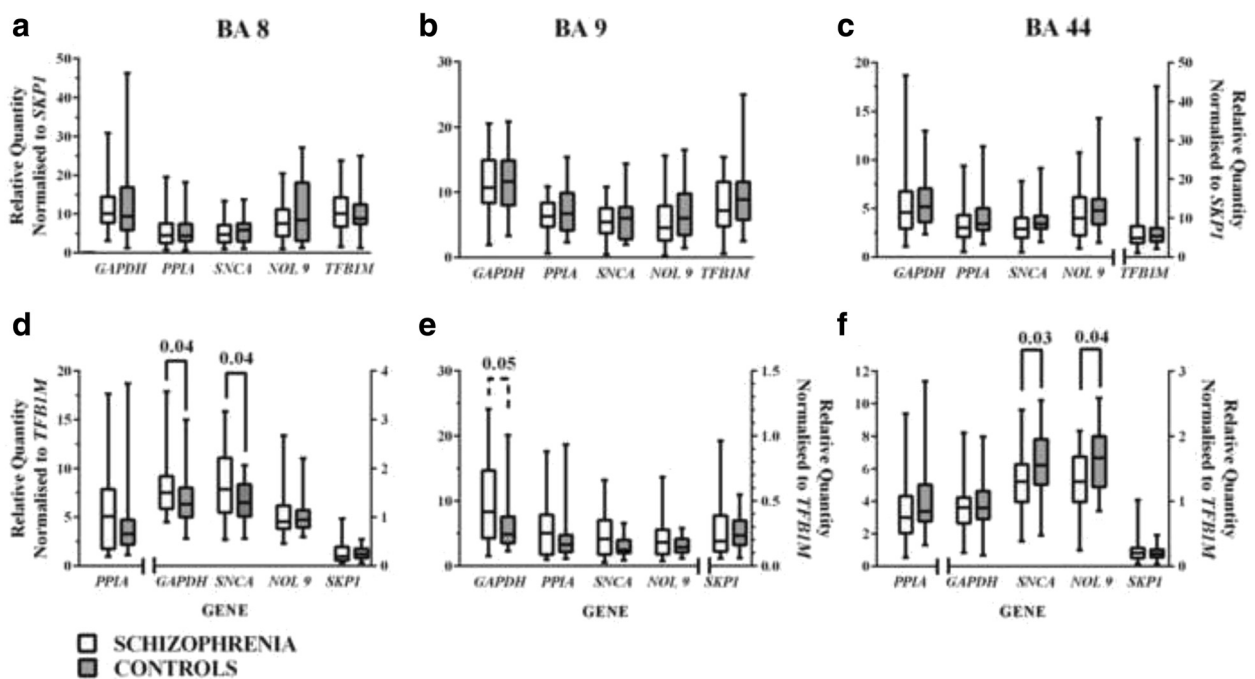 a
BA 8
b
BA 9
c
BA 44
Relative Quantity
Normalised to SKP1
50
40
30
20
10
0
GAPDH PPIA SNCA NOL 9 TFB1M
30
20
10
0
GAPDH PPIA SNCA NOL 9 TFB1M
20
15
10
5
0
GAPDH PPIA SNCA NOL 9 TFB1M
50
40
30
20
10
0
Relative Quantity
Normalised to SKP1
d
Relative Quantity
Normalised to TFB1M
20
15
10
5
0
0.04
0.04
4
3
2
1
0
PPIA GAPDH SNCA NOL 9 SKP1
GENE
e
30
20
10
0
0.05
1.5
1.0
0.5
0.0
Relative Quantity
Normalised to TFB1M
GAPDH PPIA SNCA NOL 9 SKP1
GENE
f
12
10
8
6
4
2
0
0.03
0.04
3
2
1
0
Relative Quantity
Normalised to TFB1M
PPIA GAPDH SNCA NOL 9 SKP1
GENE
SCHIZOPHRENIA
CONTROLS